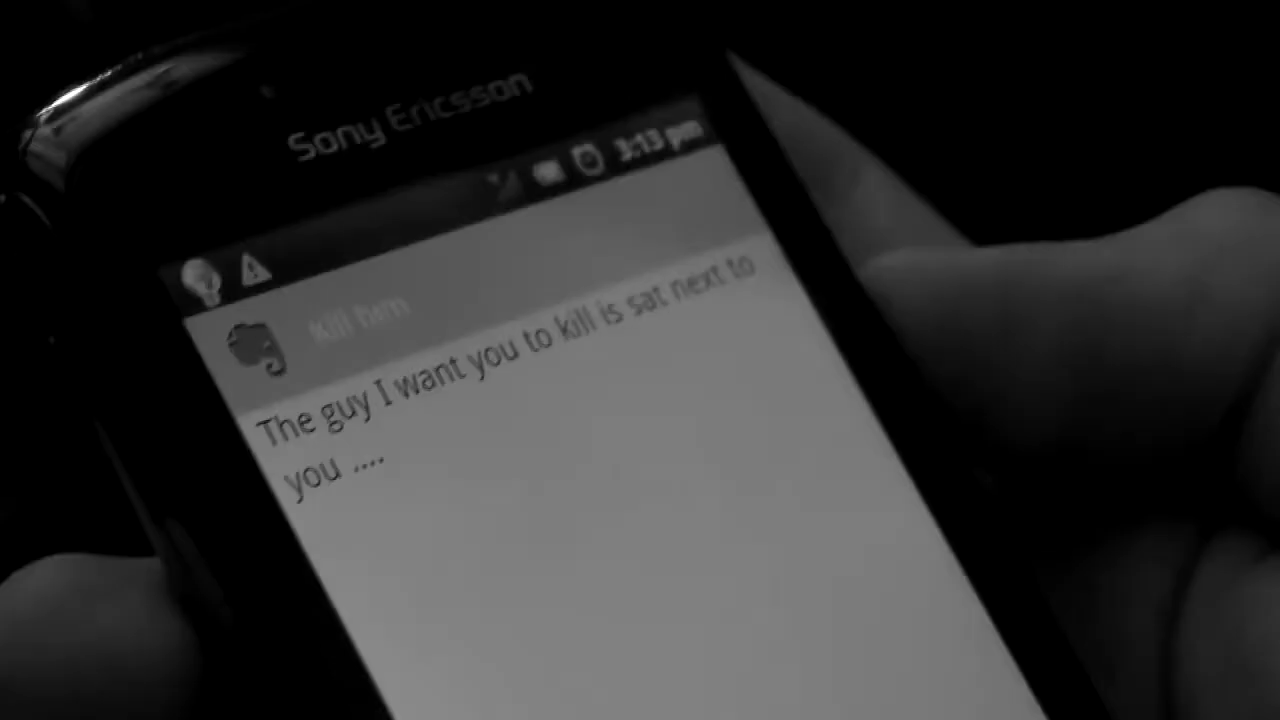 Sony Ericsson
3:13 pm
kill him
The guy I want you to kill is sat next to
you ....